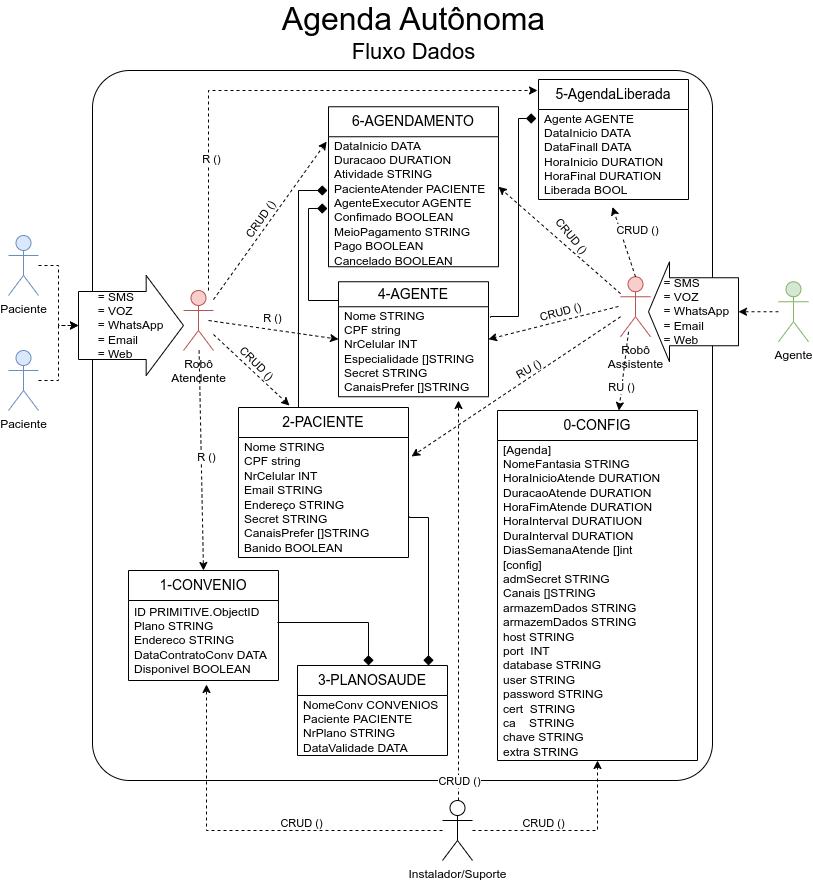 Agenda Autônoma
Fluxo Dados
5-AgendaLiberada
Agente AGENTE
DataInicio DATA
DataFinall DATA
HoraInicio DURATION
HoraFinal DURATION
Liberada BOOL
6-AGENDAMENTO
DataInicio DATA
Duracaoo DURATION
Atividade STRING
PacienteAtender PACIENTE
AgenteExecutor AGENTE
Confimado BOOLEAN
MeioPagamento STRING
Pago BOOLEAN
Cancelado BOOLEAN
R ()
CRUD ()
CRUD ()
CRUD ()
Paciente
Paciente
= SMS
= VOZ
= WhatsApp
= Email
= Web
Robô
Atendente
R ()
CRUD ()
R ()
4-AGENTE
Nome STRING
CPF string
NrCelular INT
Especialidade []STRING
Secret STRING
CanaisPrefer []STRING
CRUD ()
RU ()
Robô
Assistente
RU ()
= SMS
= VOZ
= WhatsApp
= Email
= Web
Agente
2-PACIENTE
Nome STRING
CPF string
NrCelular INT
Email STRING
Endereço STRING
Secret STRING
CanaisPrefer []STRING
Banido BOOLEAN
0-CONFIG
[Agenda]
NomeFantasia STRING
HoraInicioAtende DURATION
DuracaoAtende DURATION
HoraFimAtende DURATION
HoraInterval DURATIUON
DuraInterval DURATION
DiasSemanaAtende []int
[config]
admSecret STRING
Canais []STRING
armazemDados STRING
armazemDados STRING
host STRING
port INT
database STRING
user STRING
password STRING
cert STRING
ca STRING
chave STRING
extra STRING
1-CONVENIO
ID PRIMITIVE.ObjectID
Plano STRING
Endereco STRING
DataContratoConv DATA
Disponivel BOOLEAN
3-PLANOSAUDE
NomeConv CONVENIOS
Paciente PACIENTE
NrPlano STRING
DataValidade DATA
CRUD ()
CRUD ()
CRUD ()
Instalador/Suporte